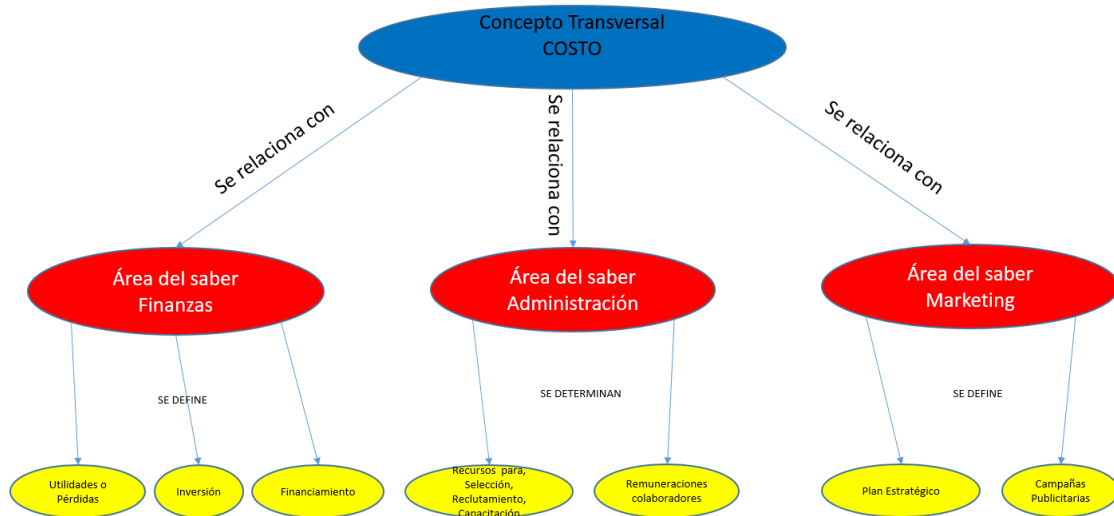 Concepto Transversal
COSTO
Se relaciona con
Se relaciona con
Se relaciona con
Área del saber
Finanzas
Área del saber
Administración
Área del saber
Marketing
SE DEFINE
SE DETERMINAN
SE DEFINE
Utilidades o
Pérdidas
Inversión
Financiamiento
Recursos para,
Selección,
Reclutamiento,
Capacitación
Remuneraciones
colaboradores
Plan Estratégico
Campañas
Publicitarias